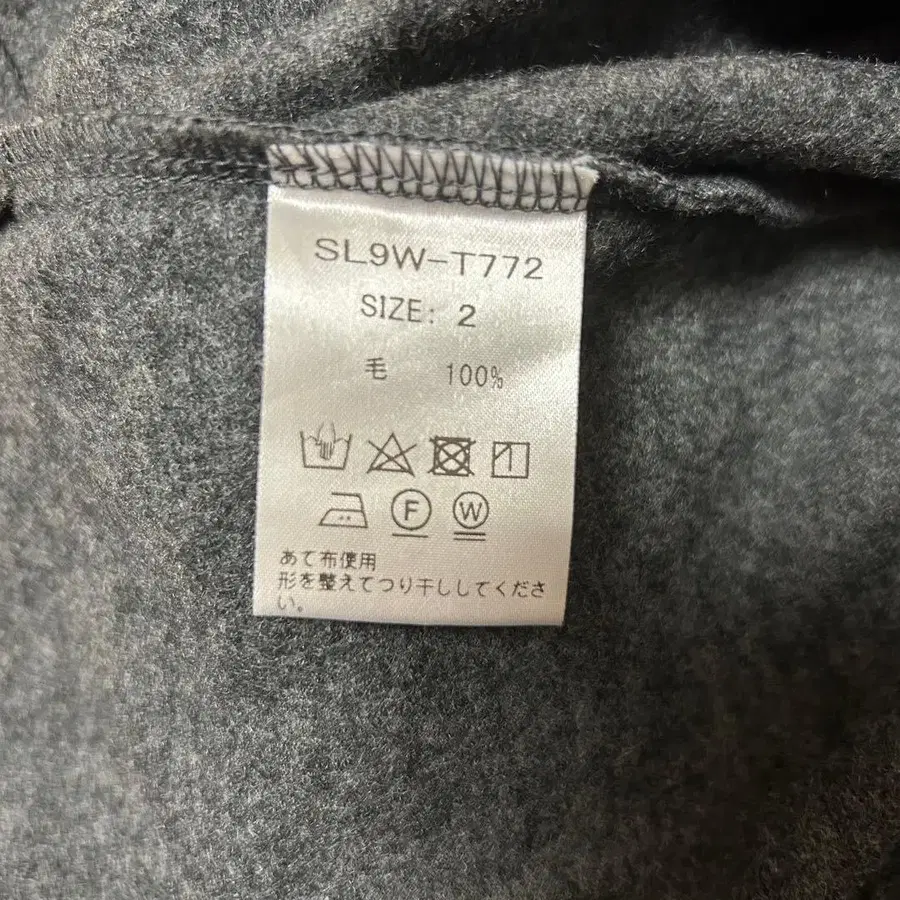 SL9W-T772
SIZE: 2
毛 100%
F W
あて布使用
形を整えてつり干ししてくださ
い。